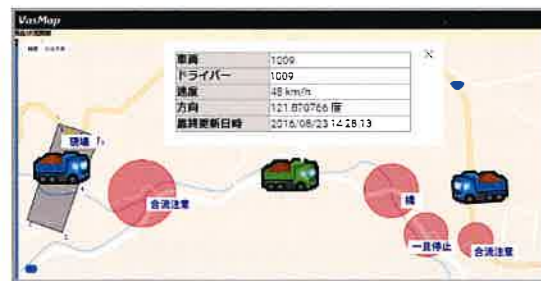 VasMap
車両 1009
ドライバー 1009
速度 48 km/h
方向 121.870766 度
最終更新日時 2016/08/23 14:28:13
現場
合流注意
橋
一旦停止
合流注意